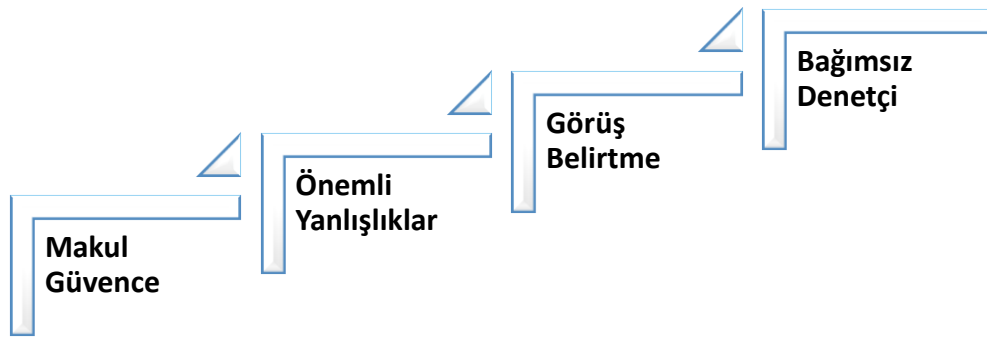 Makul
Güvence
Önemli
Yanlışlıklar
Görüş
Belirtme
Bağımsız
Denetçi